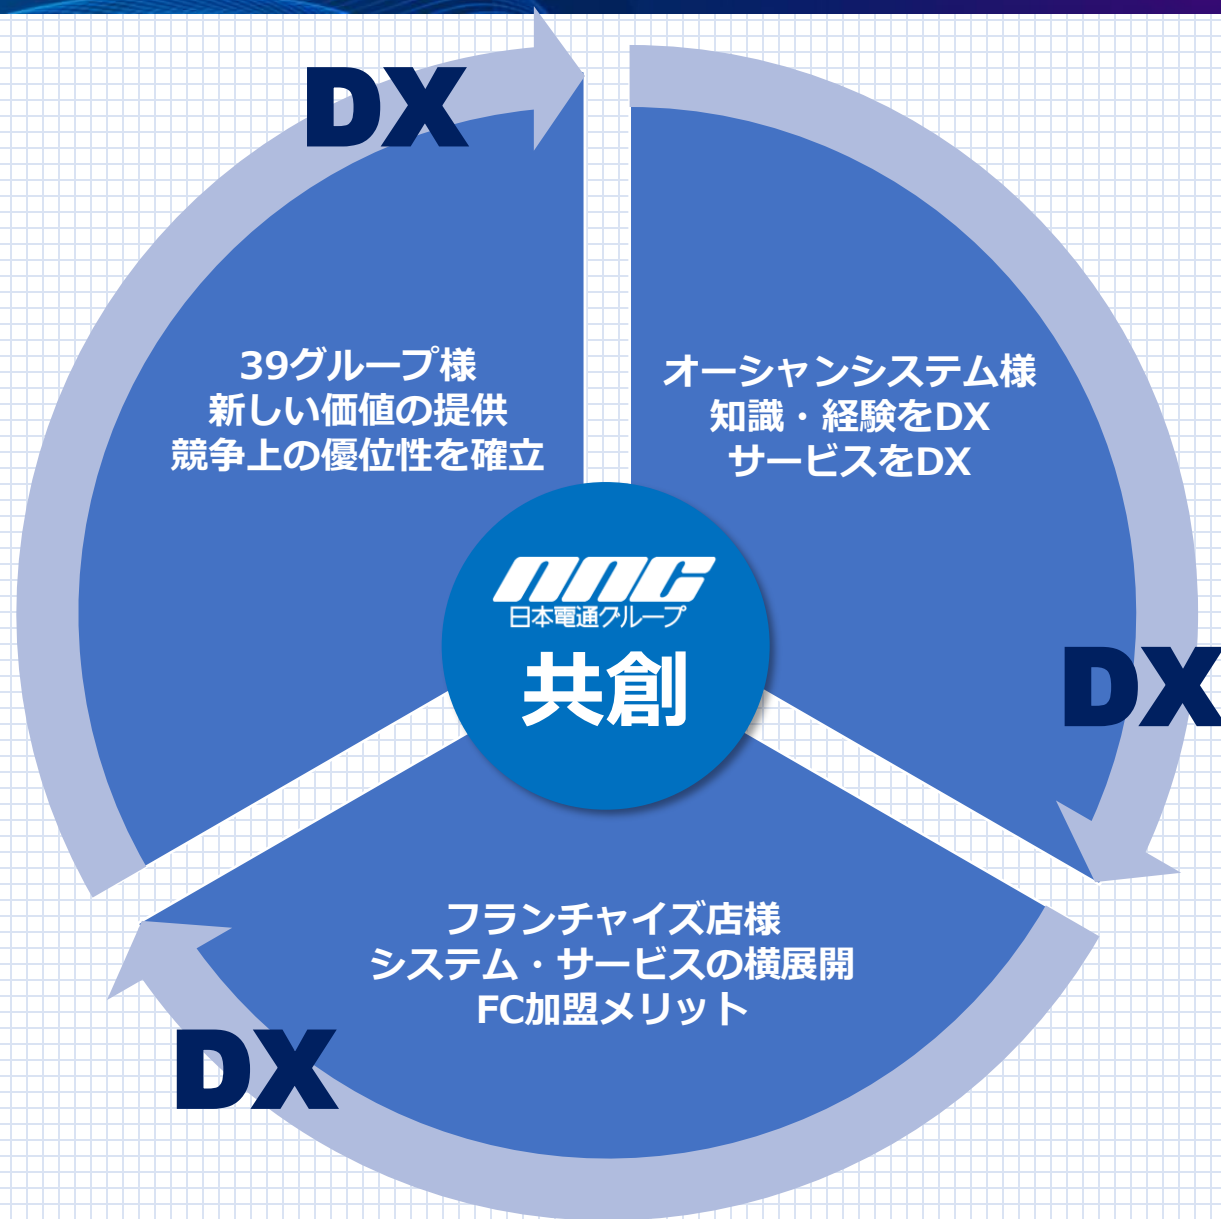 DX
39グループ様
新しい価値の提供
競争上の優位性を確立
オーシャンシステム様
知識・経験をDX
サービスをDX
nnc
日本電通グループ
共創
DX
フランチャイズ店様
システム・サービスの横展開
FC加盟メリット
DX